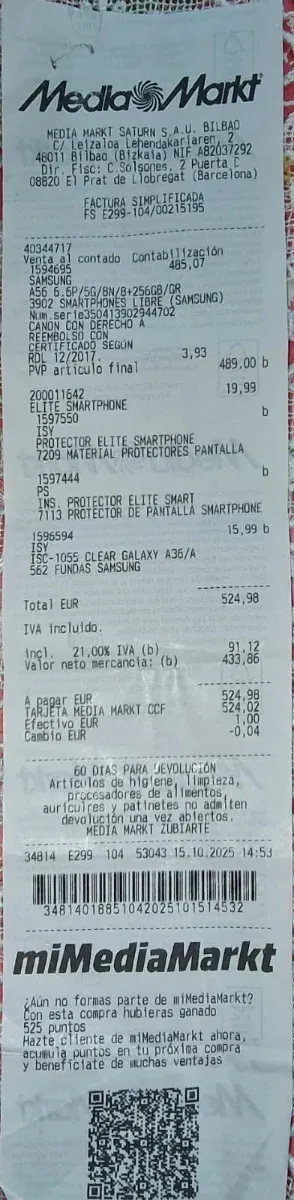 MediaMarkt
MEDIA MARKT SATURN S.A.U. BILBAO
C/ Leizaloa Lehendakariaren, 2
48011 Bilbao (Bizkaia) NIF A82037292
Dir. Fisc: C.Solsones, 2 Puerta C
08820 El Prat de Llobregat (Barcelona)
FACTURA SIMPLIFICADA
FS E299-104/00215195
40344717
Venta al contado Contabilización
1594695 485,07
SAMSUNG
A56 6.6P/5G/8N/8+256GB/GR
3902 SMARTPHONES LIBRE (SAMSUNG)
Num.serie350413902944702
CANON CON DERECHO A
REEMBOLSO CON
CERTIFICADO SEGÚN
RDL 12/2017. 3,93
PVP artículo final 489,00 b
200011642 19,99
ELITE SMARTPHONE
1597550 b
ISY
PROTECTOR ELITE SMARTPHONE
7209 MATERIAL PROTECTORES PANTALLA
1597444 b
PS
INS. PROTECTOR ELITE SMART
7113 PROTECTOR DE PANTALLA SMARTPHONE
1596594 15,99 b
ISY
ISC-1055 CLEAR GALAXY A36/A
562 FUNDAS SAMSUNG
Total EUR 524,98
IVA incluido.
incl. 21,00% IVA (b) 91,12
Valor neto mercancia: (b) 433,86
A pagar EUR 524,98
TARJETA MEDIA MARKT CCF 524,02
Efectivo EUR 1,00
Cambio EUR -0,04
60 DIAS PARA DEVOLUCIÓN
Artículos de higiene, limpieza,
procesadores de alimentos,
auriculres y patinetes no admiten
devolución una vez abiertos.
MEDIA MARKT ZUBIARTE
34814 E299 104 53043 15.10.2025 14:53
34814018851042025101514532
miMediaMarkt
¿Aún no formas parte de miMediaMarkt?
Con esta compra hubieras ganado
525 puntos
Hazte cliente de miMediaMarkt ahora,
acumula puntos en tu próxima compra
y benefíciate de muchas ventajas